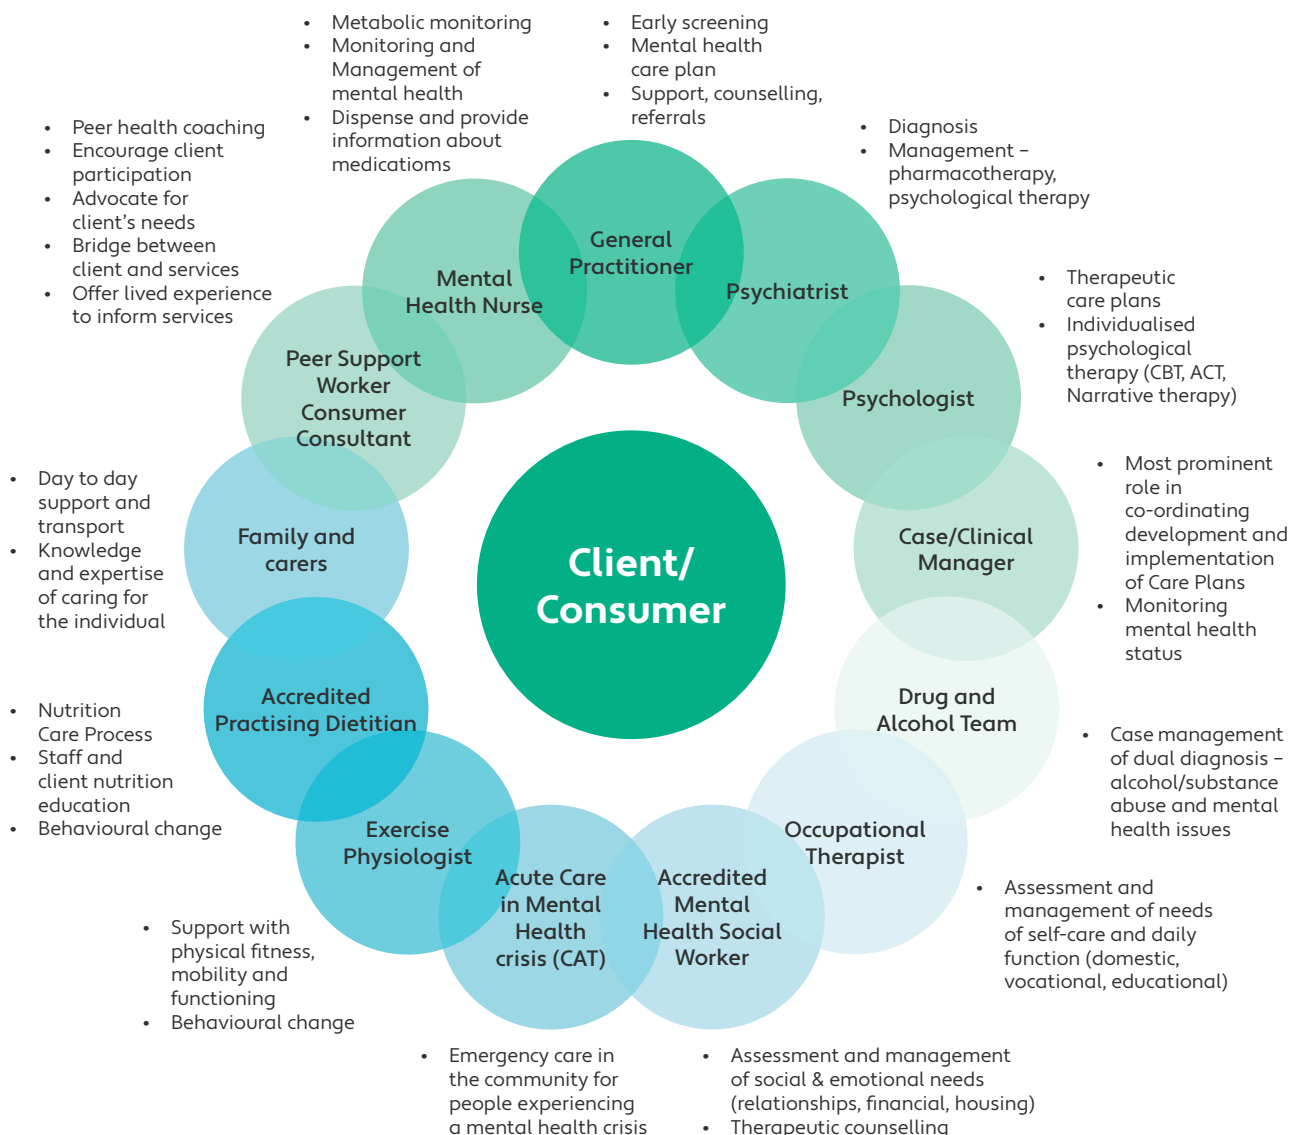 • Metabolic monitoring
• Monitoring and
Management of
mental health
• Dispense and provide
information about
medicatioms
• Early screening
• Mental health
care plan
• Support, counselling,
referrals
• Diagnosis
• Management –
pharmacotherapy,
psychological therapy
• Peer health coaching
• Encourage client
participation
• Advocate for
client's needs
• Bridge between
client and services
• Offer lived experience
to inform services
General
Practitioner
Mental
Health Nurse
Psychiatrist
• Therapeutic
care plans
• Individualised
psychological
therapy (CBT, ACT,
Narrative therapy)
Peer Support
Worker
Consumer
Consultant
Psychologist
• Day to day
support and
transport
• Knowledge
and expertise
of caring for
the individual
Family and
carers
Client/
Consumer
Case/Clinical
Manager
• Most prominent
role in
co-ordinating
development and
implementation
of Care Plans
• Monitoring
mental health
status
• Nutrition
Care Process
• Staff and
client nutrition
education
• Behavioural change
Accredited
Practising Dietitian
Drug and
Alcohol Team
• Case management
of dual diagnosis –
alcohol/substance
abuse and mental
health issues
Exercise
Physiologist
Acute Care
in Mental
Health
crisis (CAT)
Accredited
Mental
Health Social
Worker
Occupational
Therapist
• Assessment and
management of needs
of self-care and daily
function (domestic,
vocational, educational)
• Support with
physical fitness,
mobility and
functioning
• Behavioural change
• Emergency care in
the community for
people experiencing
a mental health crisis
• Assessment and management
of social & emotional needs
(relationships, financial, housing)
• Therapeutic counselling